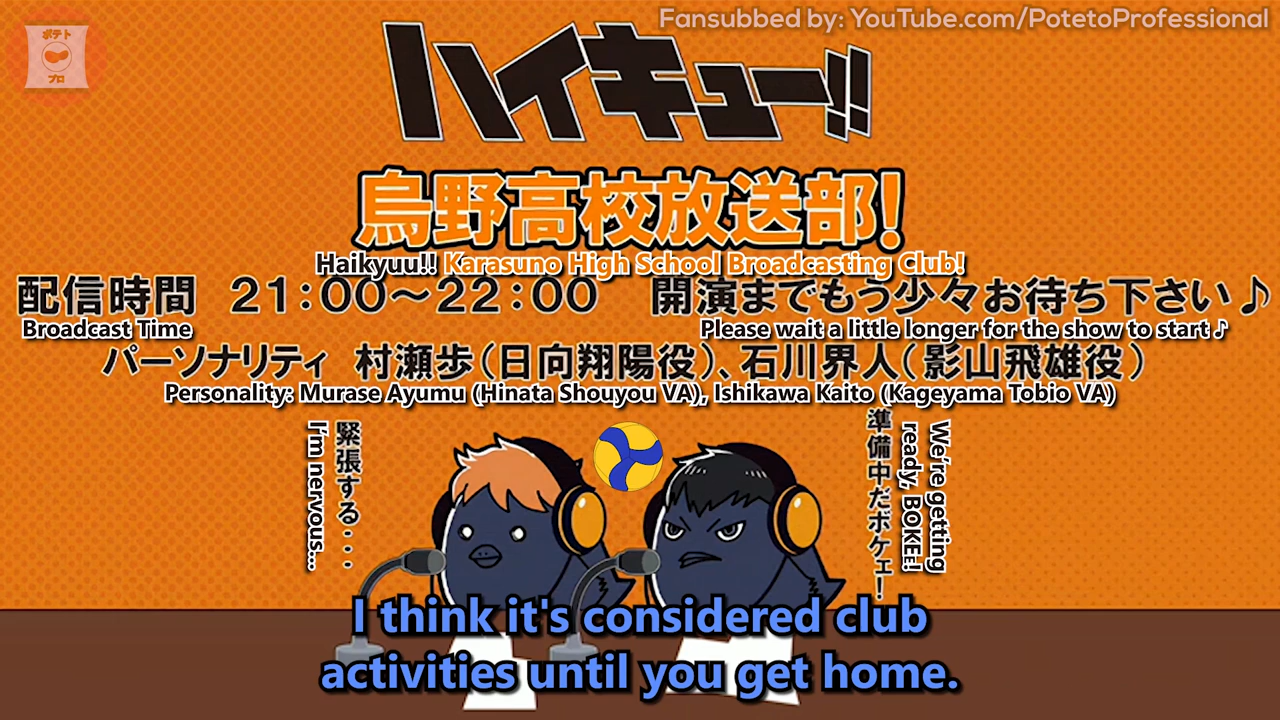 Fansubbed by: YouTube.com/PotetoProfessional
ポテト
プロ
ハイキュー!!
烏野高校放送部!
Haikyuu!! Karasuno High School Broadcasting Club!
配信時間 21:00～22:00 開演までもう少々お待ち下さい♪
Broadcast Time
Please wait a little longer for the show to start♪
パーソナリティ 村瀬歩(日向翔陽役)、石川界人(影山飛雄役)
Personality: Murase Ayumu (Hinata Shouyou VA), Ishikawa Kaito (Kageyama Tobio VA)
緊張する・・・
I'm nervous...
We're getting
ready, BOKE!
準備中だボケェ!
I think it's considered club
activities until you get home.